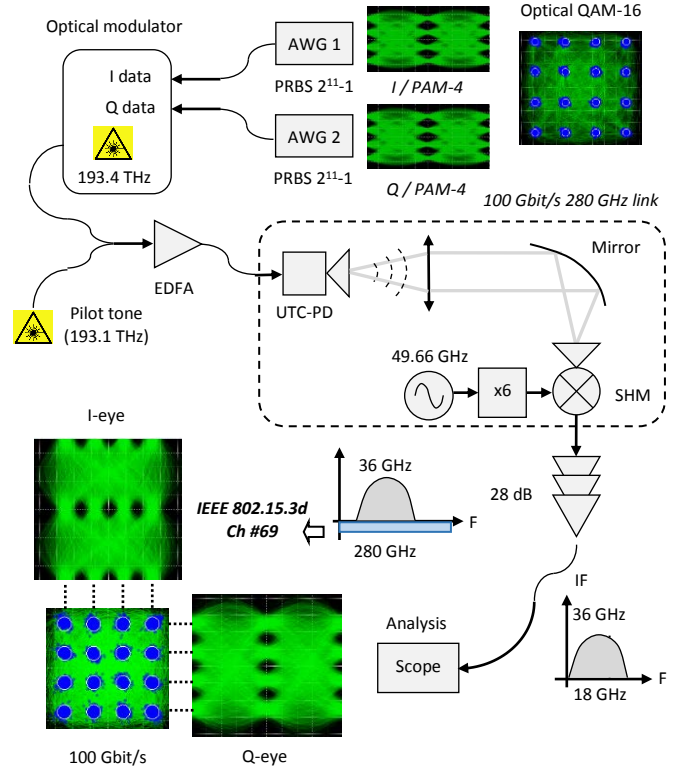 Optical QAM-16
Optical modulator
I data
Q data
193.4 THz
AWG 1
PRBS 2¹¹-1
I / PAM-4
AWG 2
PRBS 2¹¹-1
Q / PAM-4
100 Gbit/s 280 GHz link
EDFA
Pilot tone
(193.1 THz)
UTC-PD
Mirror
49.66 GHz
x6
SHM
I-eye
36 GHz
IEEE 802.15.3d
Ch #69
F
280 GHz
28 dB
IF
36 GHz
F
18 GHz
Analysis
Scope
100 Gbit/s
Q-eye